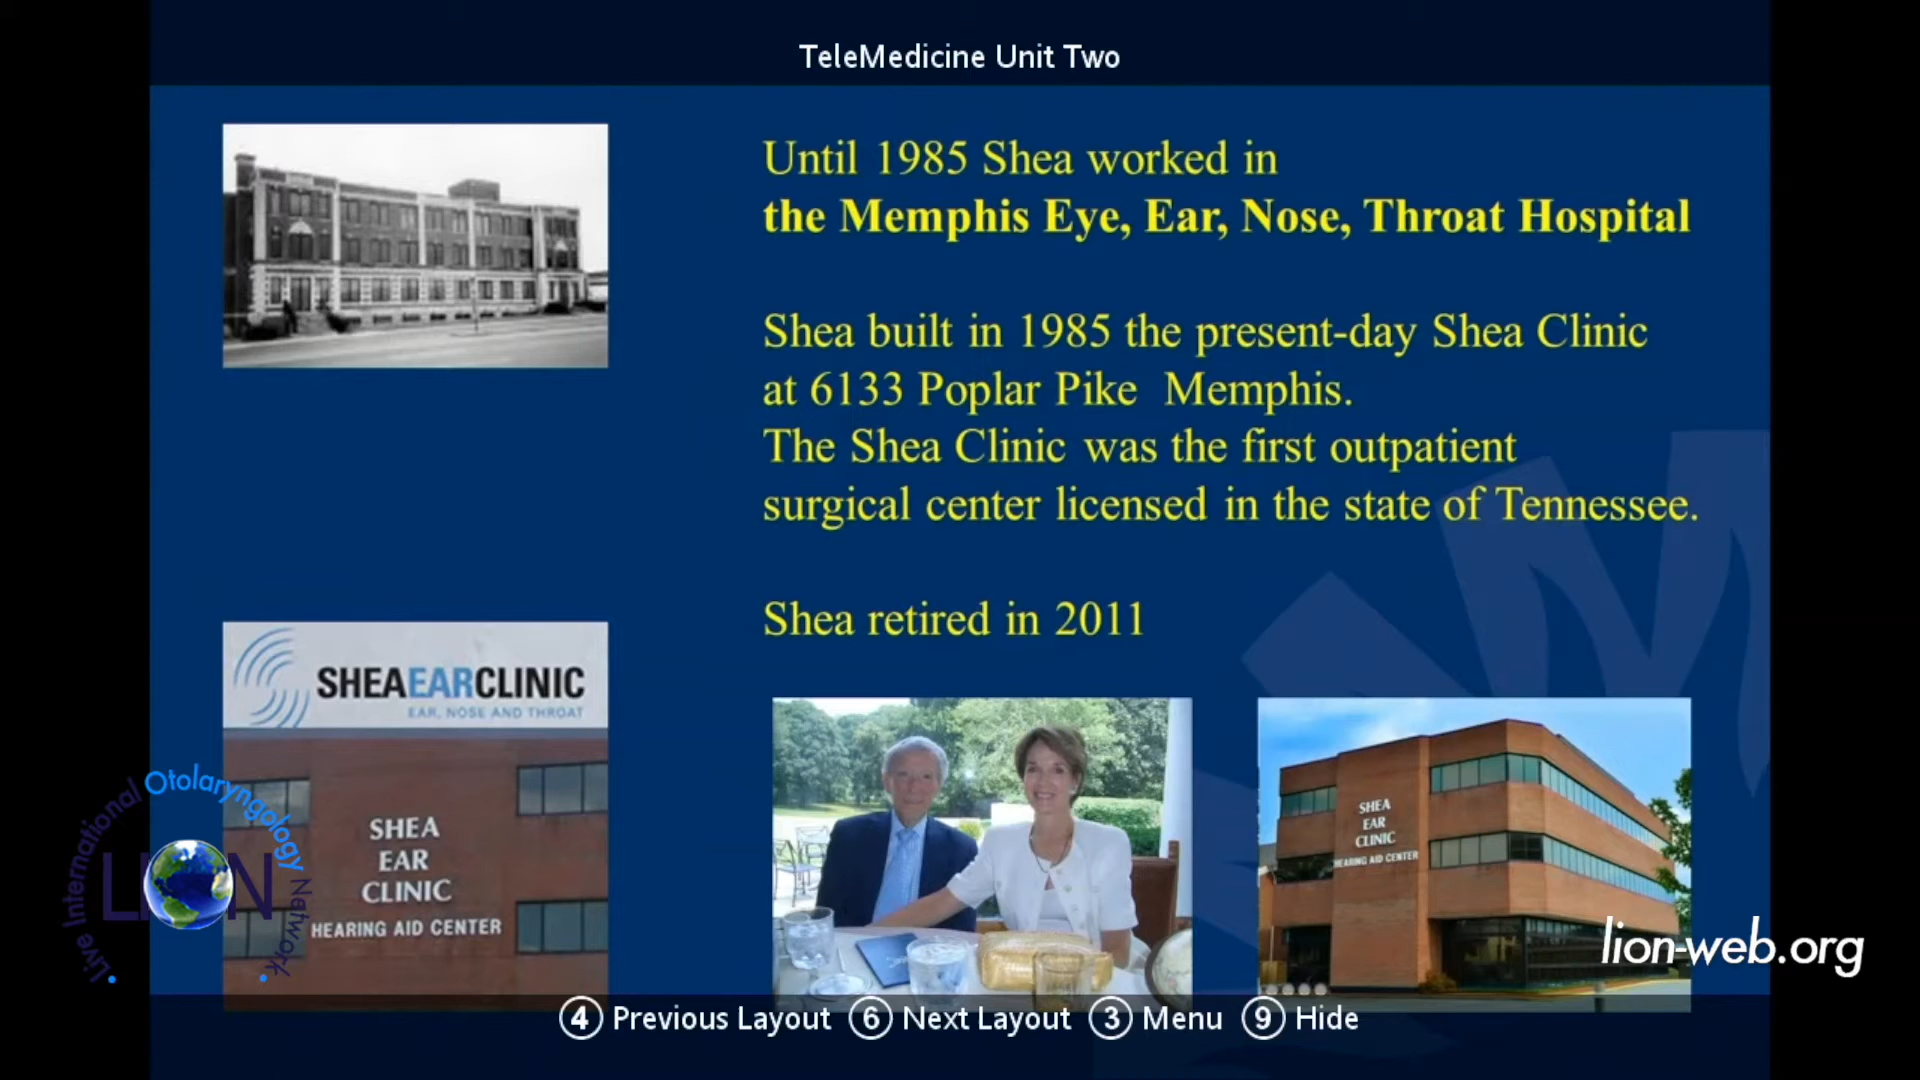 TeleMedicine Unit Two
Until 1985 Shea worked in
the Memphis Eye, Ear, Nose, Throat Hospital
Shea built in 1985 the present-day Shea Clinic
at 6133 Poplar Pike Memphis.
The Shea Clinic was the first outpatient
surgical center licensed in the state of Tennessee.
Shea retired in 2011
SHEAEARCLINIC
EAR, NOSE AND THROAT
SHEA
EAR
CLINIC
HEARING AID CENTER
Live International Otolaryngology Network
LION
SHEA
EAR
CLINIC
HEARING AID CENTER
lion-web.org
4 Previous Layout 6 Next Layout 3 Menu 9 Hide